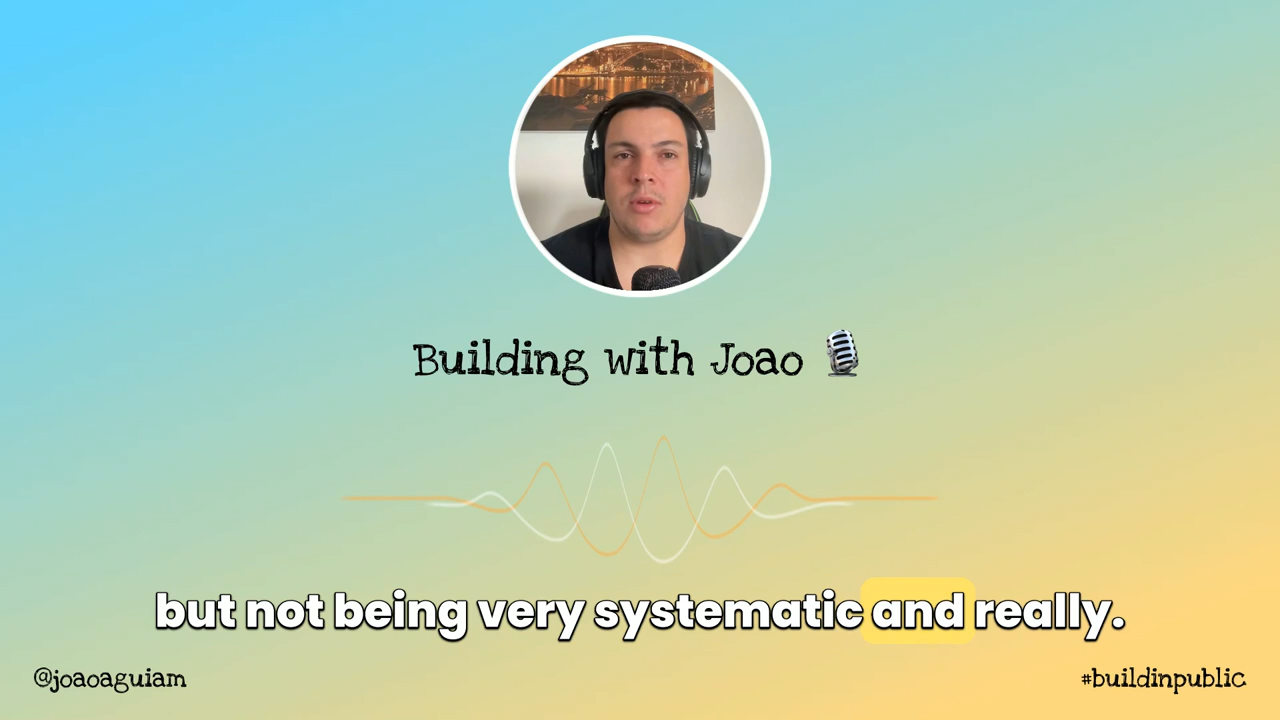 Building with Joao 🎙️
but not being very systematic and really.
@joaoaguiam
#buildinpublic